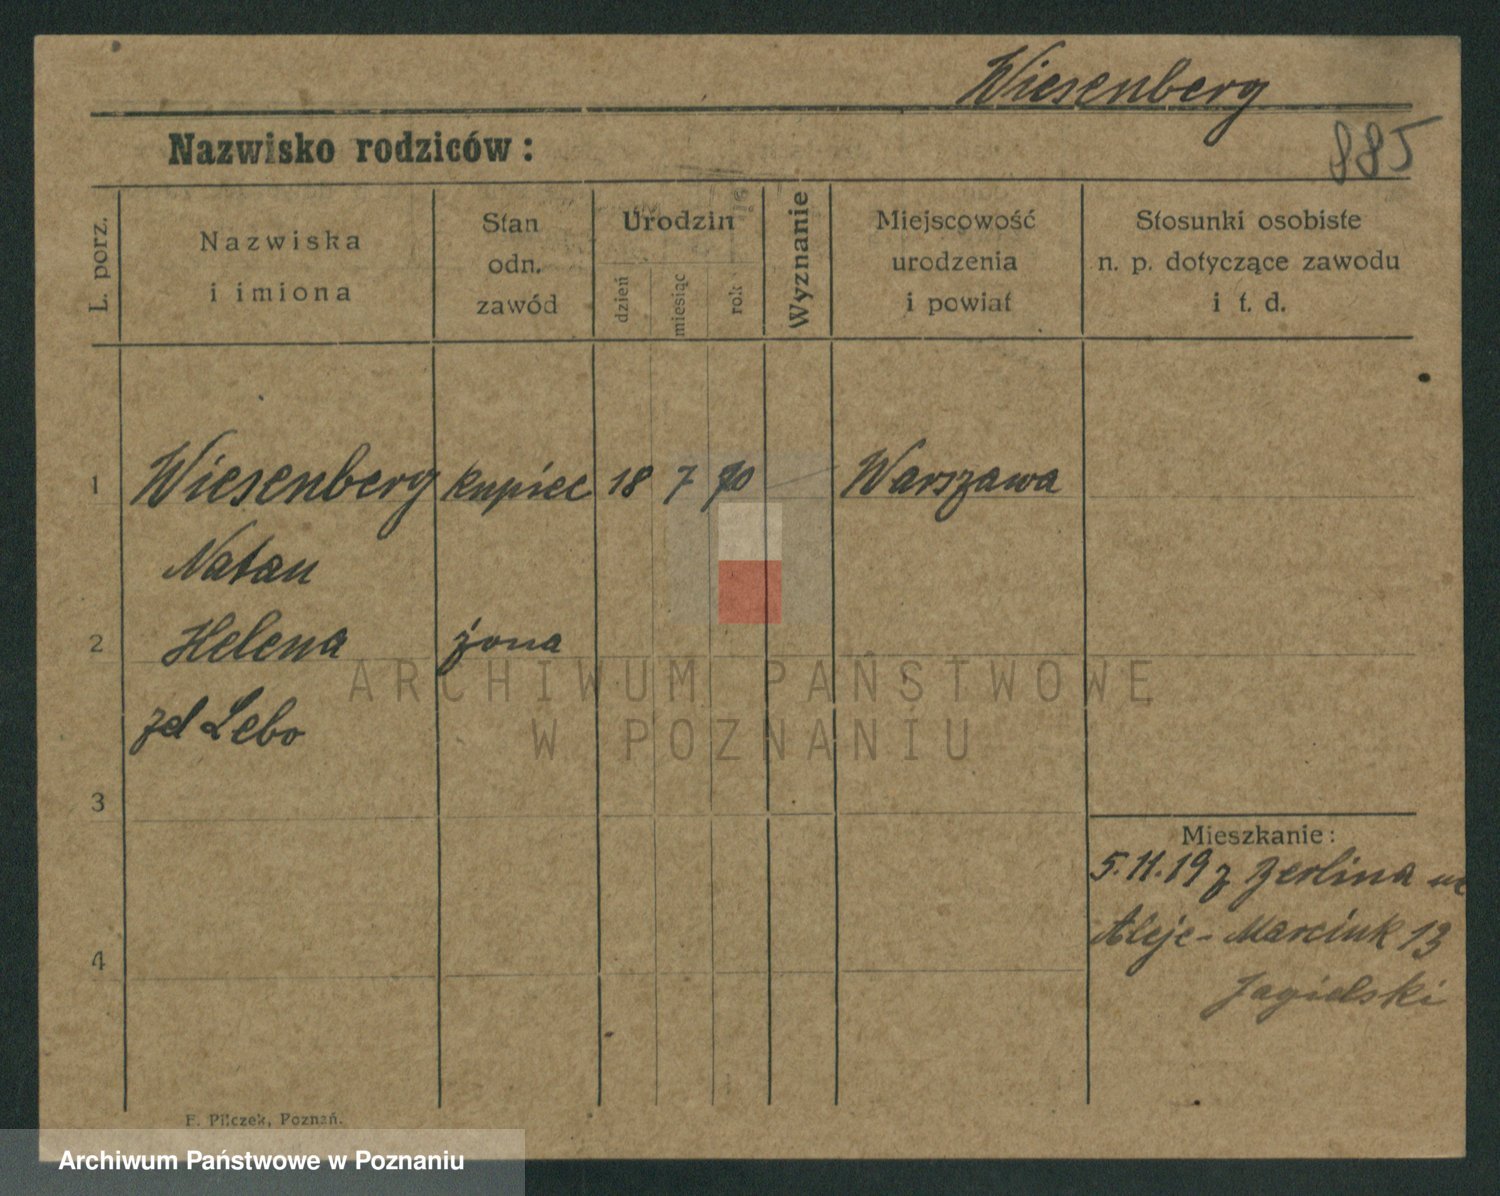 Wiesenberg
885
Nazwisko rodziców:
L. porz.
Nazwiska
i imiona
Stan
odn.
zawód
Urodzin
dzień
miesiąc
rok
Wyznanie
Miejscowość
urodzenia
i powiat
Stosunki osobiste
n. p. dotyczące zawodu
i t. d.
1 Wiesenberg kupiec 18 7 70 Warszawa
Natan
2 Helena żona
zd Lebo
ARCHIWUM PAŃSTWOWE
W POZNANIU
3
Mieszkanie:
5.11.19 z Berlina
Aleje - Marcink 13
4
Jagielski
F. Pilczek, Poznań.
Archiwum Państwowe w Poznaniu